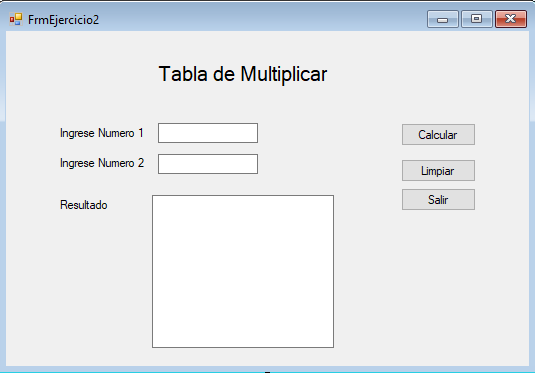 FrmEjercicio2
Tabla de Multiplicar
Ingrese Numero 1
Calcular
Ingrese Numero 2
Limpiar
Resultado
Salir